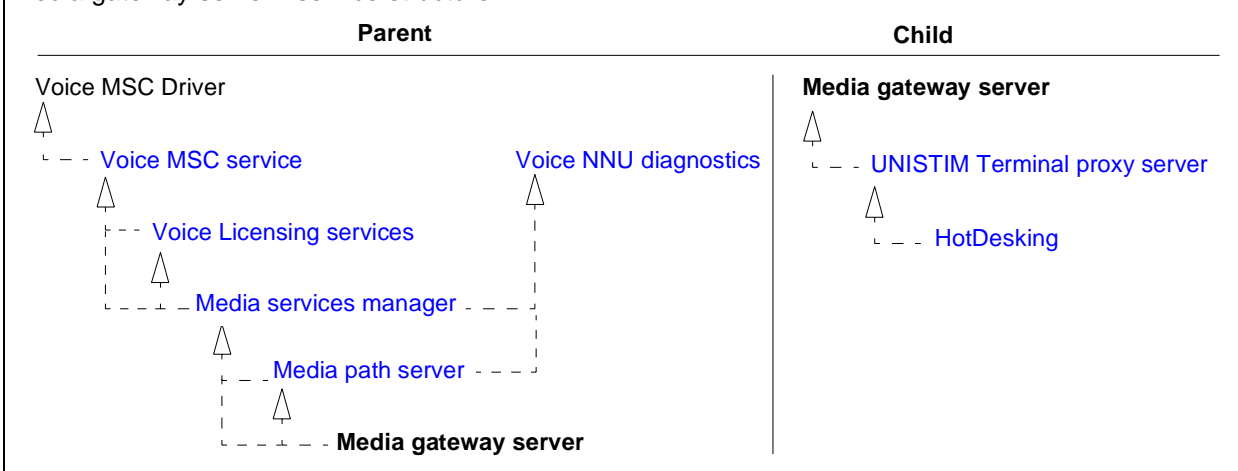 Parent Child
Voice MSC Driver Media gateway server
Voice MSC service Voice NNU diagnostics UNISTIM Terminal proxy server
Voice Licensing services HotDesking
Media services manager
Media path server
Media gateway server